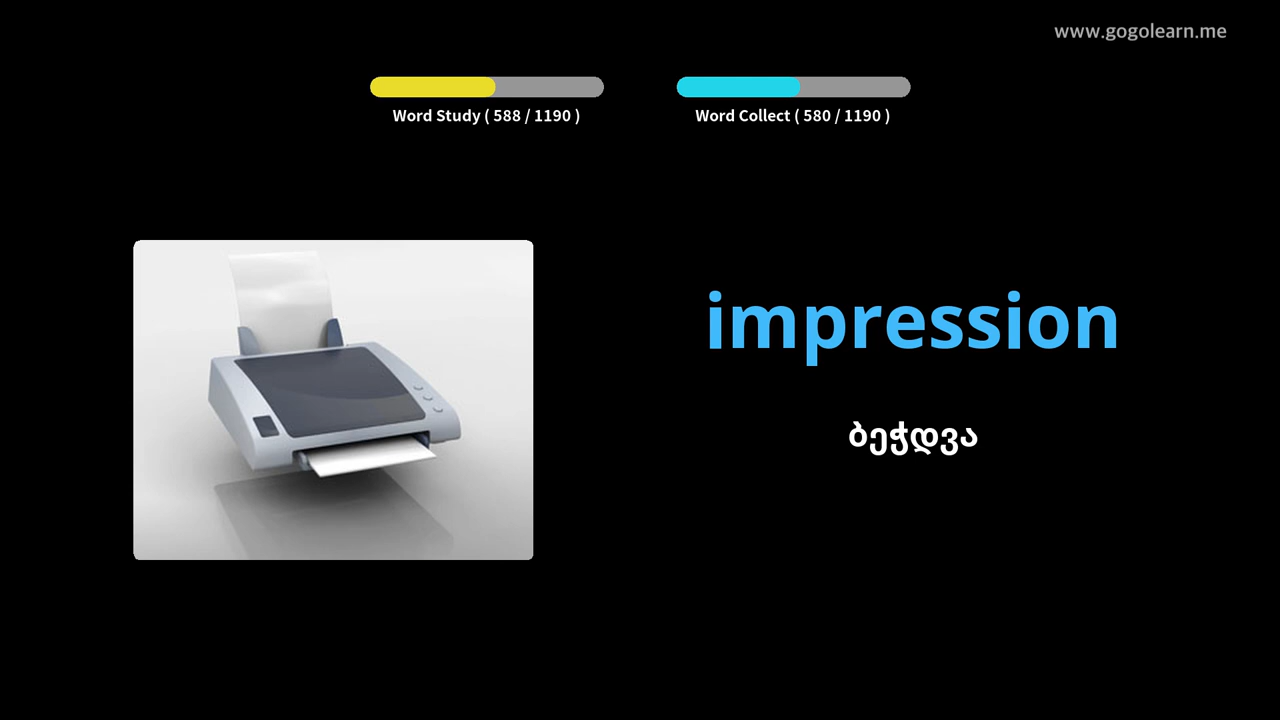 www.gogolearn.me
Word Study ( 588 / 1190 )
Word Collect ( 580 / 1190 )
impression
ბეჭდვა